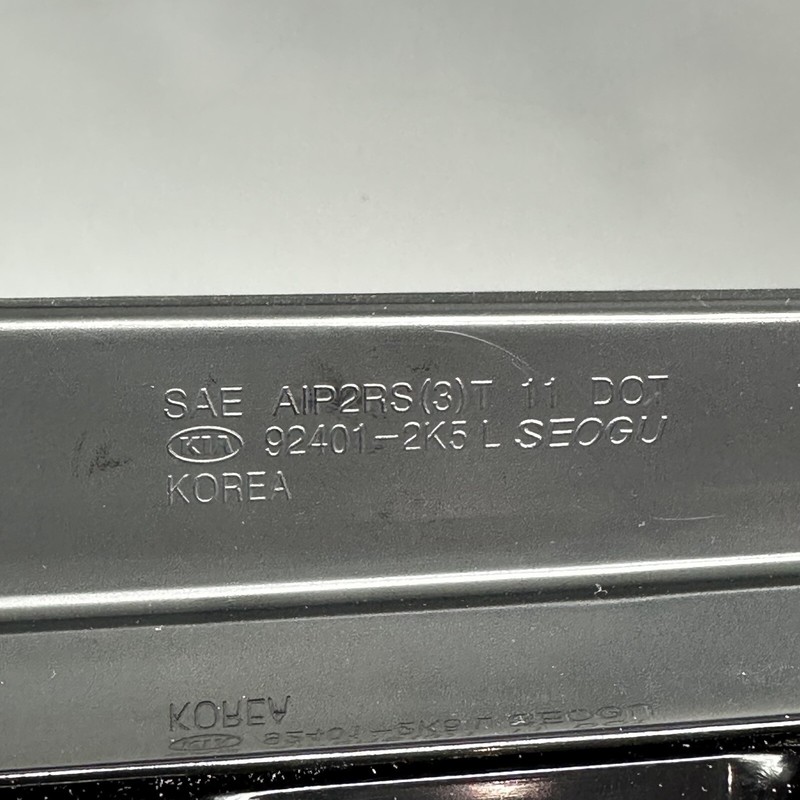 SAE AIP2RS(3)T 11 DOT
KIA 92401-2K5 L SEOGU
KOREA